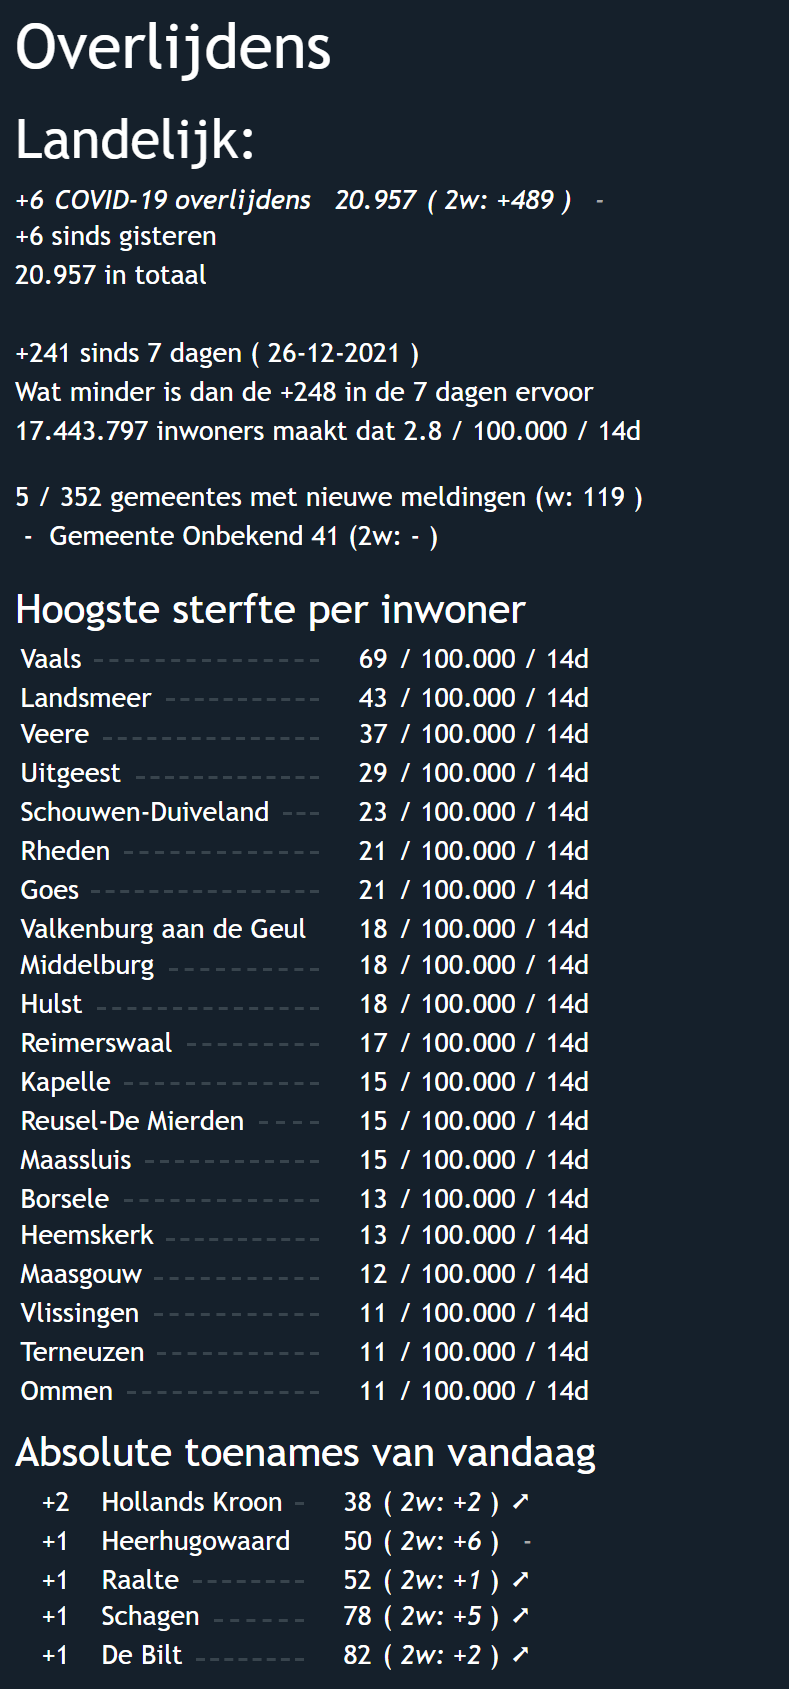 Overlijdens
Landelijk:
+6 COVID-19 overlijdens 20.957 ( 2w: +489 ) -
+6 sinds gisteren
20.957 in totaal
+241 sinds 7 dagen ( 26-12-2021 )
Wat minder is dan de +248 in de 7 dagen ervoor
17.443.797 inwoners maakt dat 2.8 / 100.000 / 14d
5 / 352 gemeentes met nieuwe meldingen (w: 119 )
- Gemeente Onbekend 41 (2w: - )
Hoogste sterfte per inwoner
Vaals --------------- 69 / 100.000 / 14d
Landsmeer ---------- 43 / 100.000 / 14d
Veere -------------- 37 / 100.000 / 14d
Uitgeest ------------ 29 / 100.000 / 14d
Schouwen-Duiveland --- 23 / 100.000 / 14d
Rheden ------------- 21 / 100.000 / 14d
Goes --------------- 21 / 100.000 / 14d
Valkenburg aan de Geul 18 / 100.000 / 14d
Middelburg ---------- 18 / 100.000 / 14d
Hulst --------------- 18 / 100.000 / 14d
Reimerswaal --------- 17 / 100.000 / 14d
Kapelle ------------- 15 / 100.000 / 14d
Reusel-De Mierden ---- 15 / 100.000 / 14d
Maassluis ------------ 15 / 100.000 / 14d
Borsele ------------- 13 / 100.000 / 14d
Heemskerk ---------- 13 / 100.000 / 14d
Maasgouw ----------- 12 / 100.000 / 14d
Vlissingen ----------- 11 / 100.000 / 14d
Terneuzen ----------- 11 / 100.000 / 14d
Ommen ------------- 11 / 100.000 / 14d
Absolute toenames van vandaag
+2 Hollands Kroon - 38 ( 2w: +2 ) ➚
+1 Heerhugowaard 50 ( 2w: +6 ) -
+1 Raalte -------- 52 ( 2w: +1 ) ➚
+1 Schagen ------ 78 ( 2w: +5 ) ➚
+1 De Bilt -------- 82 ( 2w: +2 ) ➚